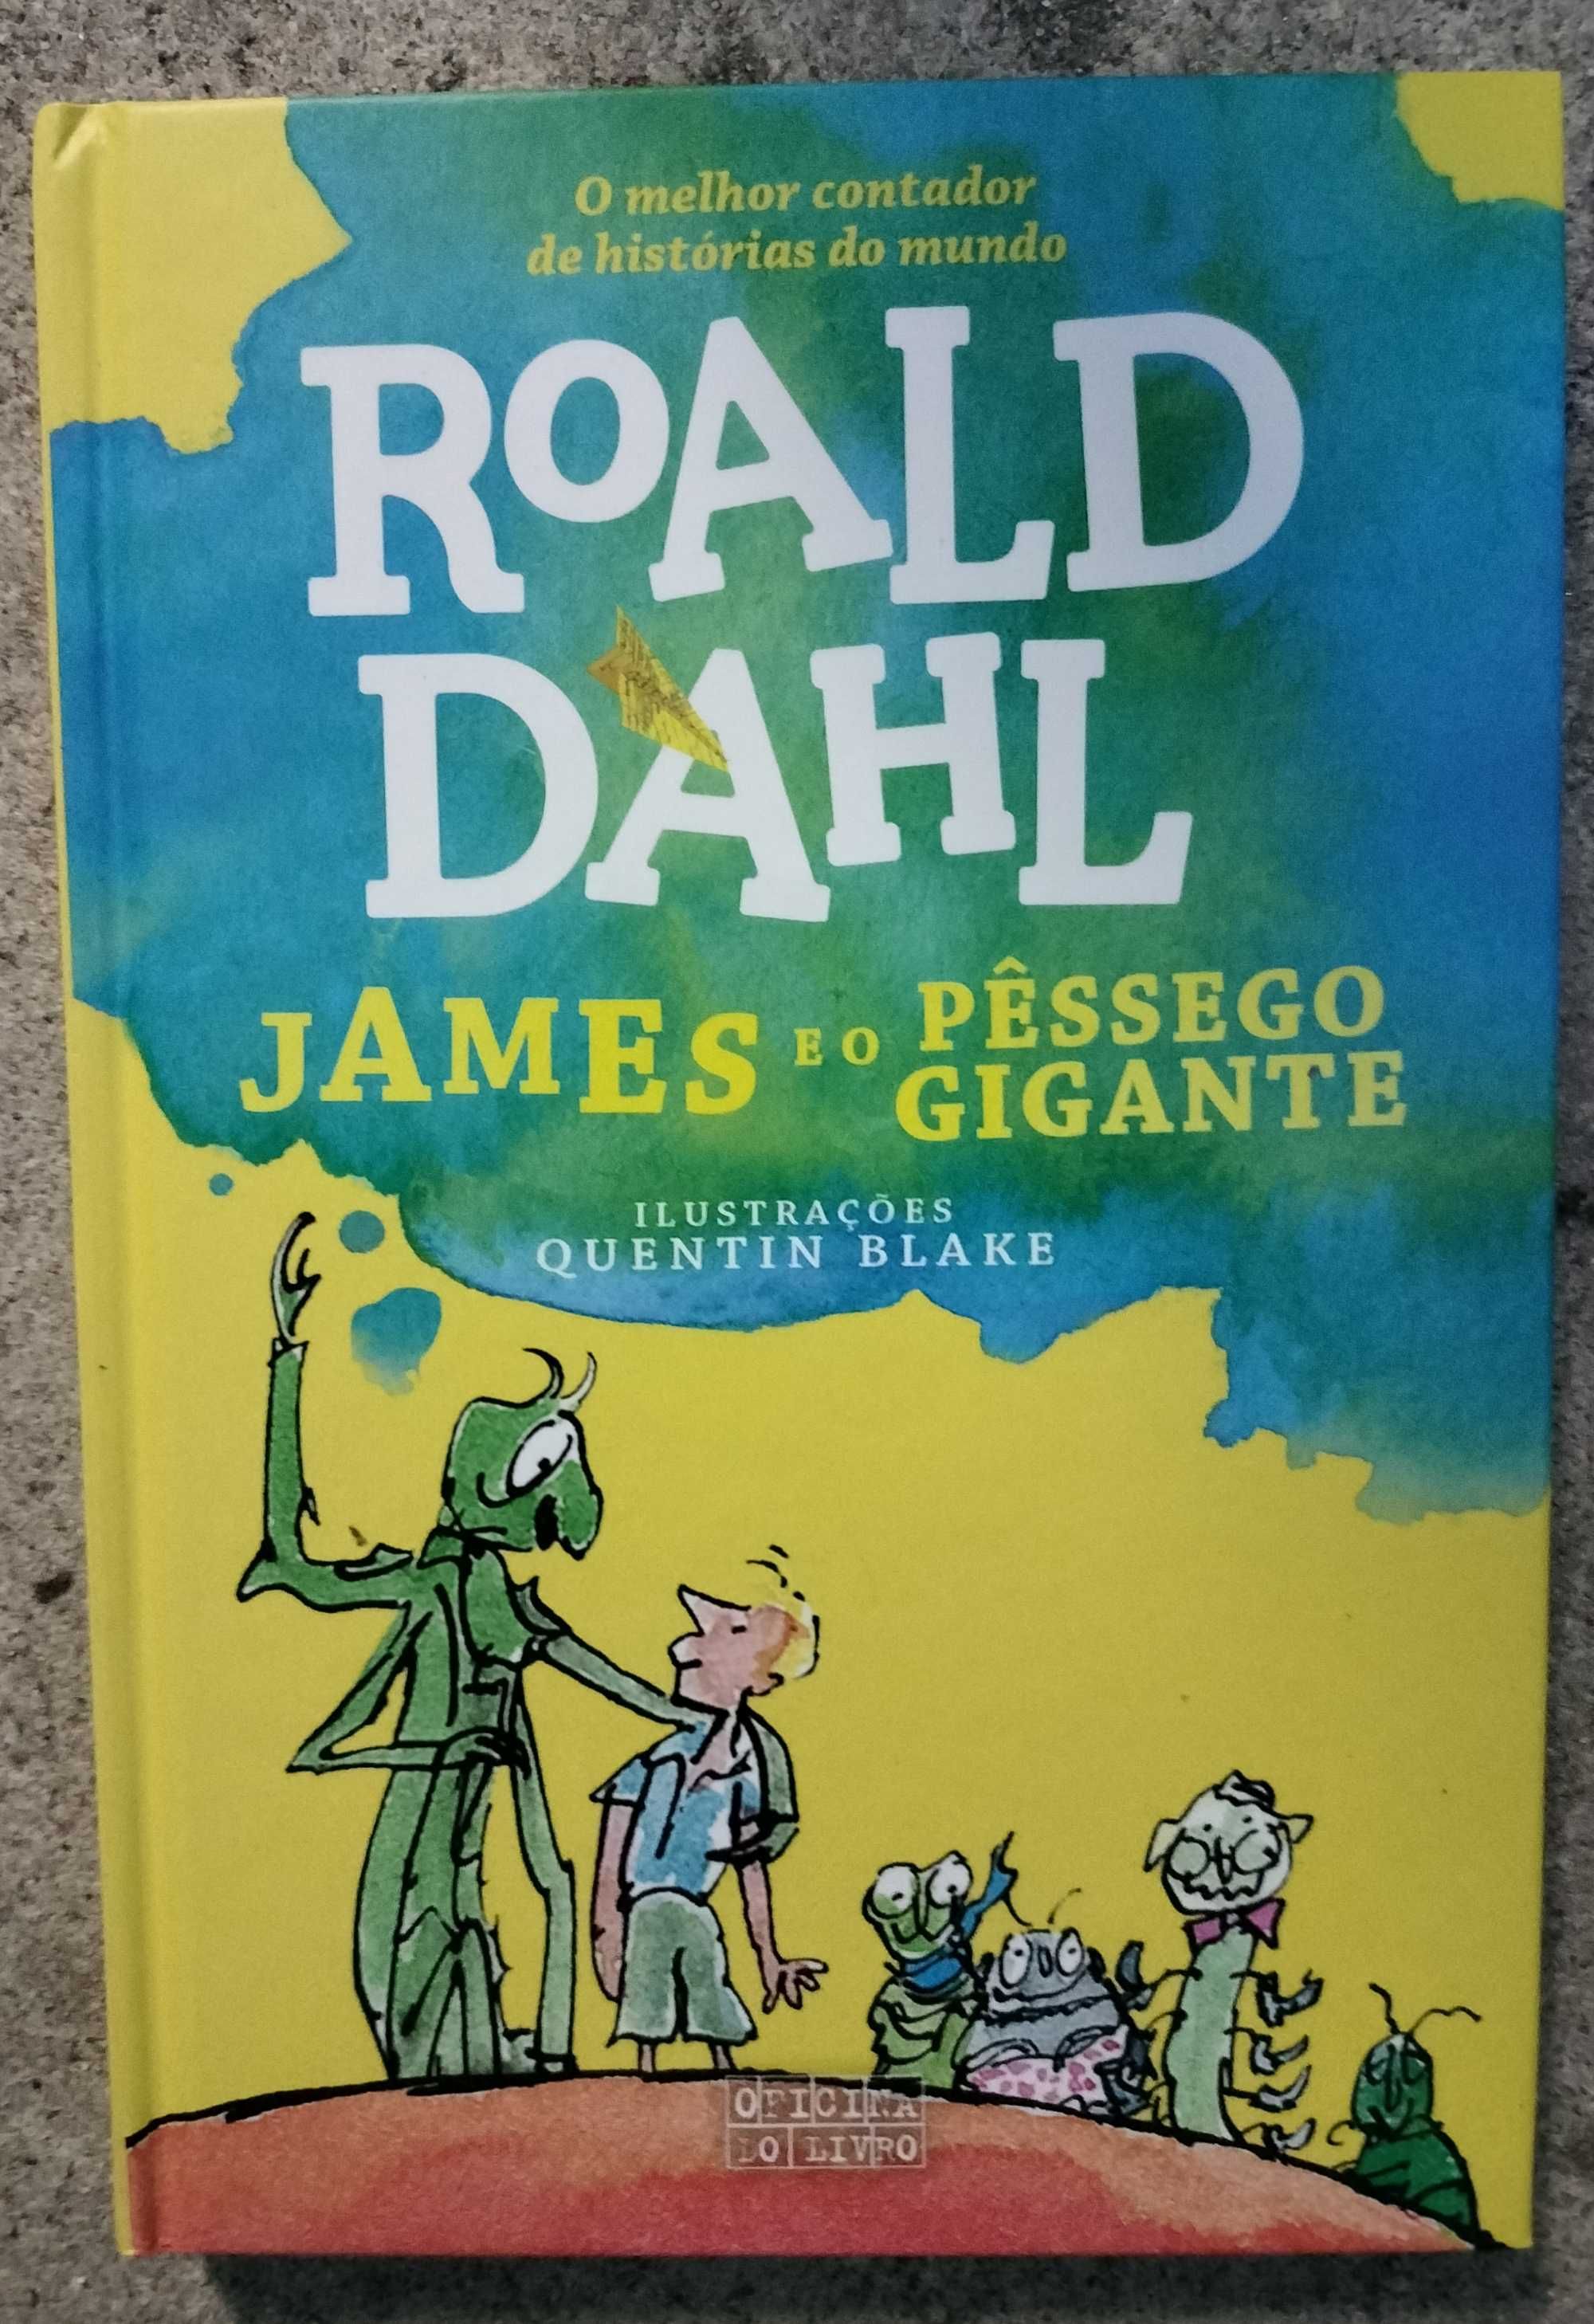 O melhor contador
de histórias do mundo
ROALD
DAHL
JAMES E O PÊSSEGO
GIGANTE
ILUSTRAÇÕES
QUENTIN BLAKE
OFICINA
DO LIVRO